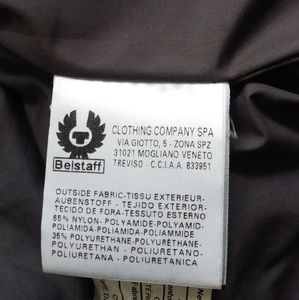 Belstaff
CLOTHING COMPANY SPA
VIA GIOTTO, 5 - ZONA SPZ
31021 MOGLIANO VENETO
TREVISO - C.C.I.A.A. 833951
OUTSIDE FABRIC-TISSU EXTERIEUR-
AUBENSTOFF - TEJIDO EXTERIOR-
TECIDO DE FORA-TESSUTO ESTERNO
65% NYLON-POLYAMIDE-POLYAMID-
POLIAMIDA-POLIAMIDA-POLIAMMIDE
35% POLYURETHANE-POLYURETHANE-
POLYURETHAN - POLIURETANO-
POLIURETANICA - POLIURETANICA